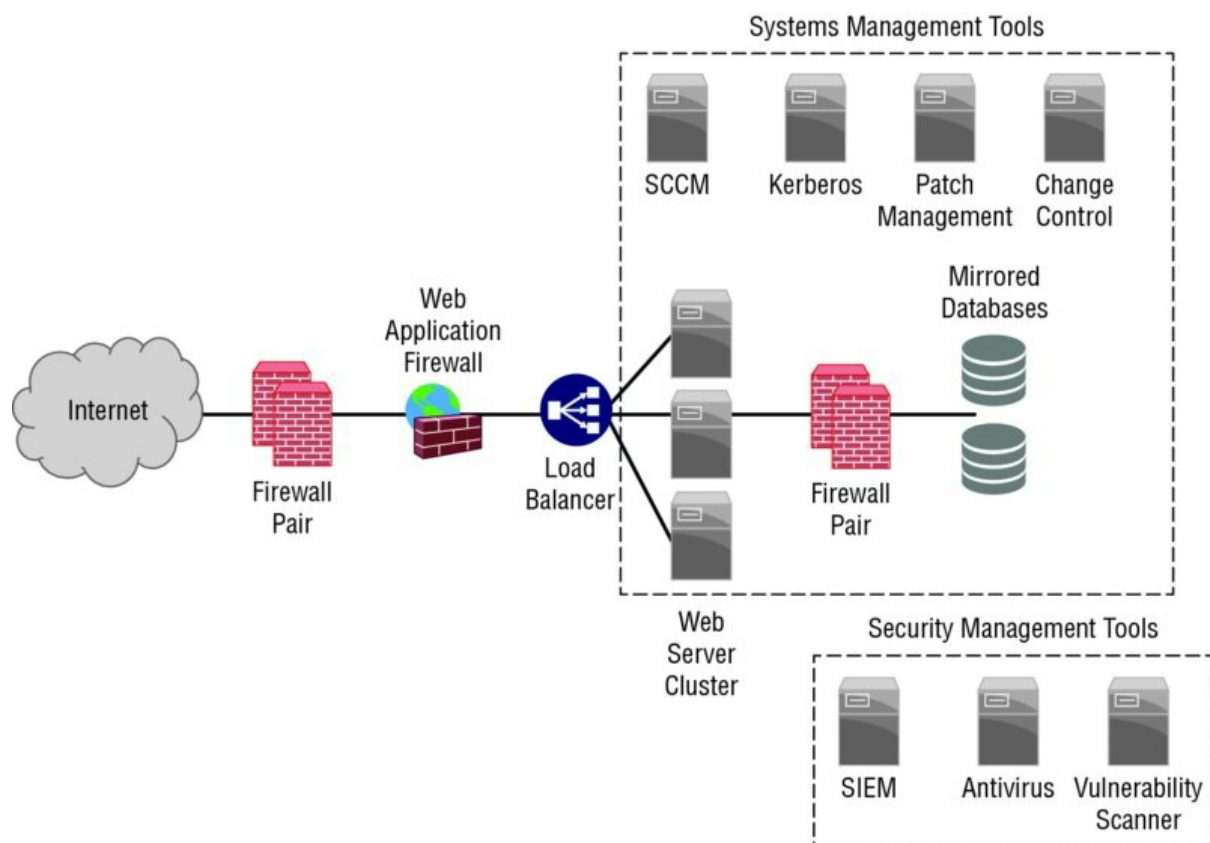 Systems Management Tools
SCCM
Kerberos
Patch
Management
Change
Control
Mirrored
Databases
Web
Application
Firewall
Internet
Firewall
Pair
Load
Balancer
Firewall
Pair
Web
Server
Cluster
Security Management Tools
SIEM
Antivirus
Vulnerability
Scanner